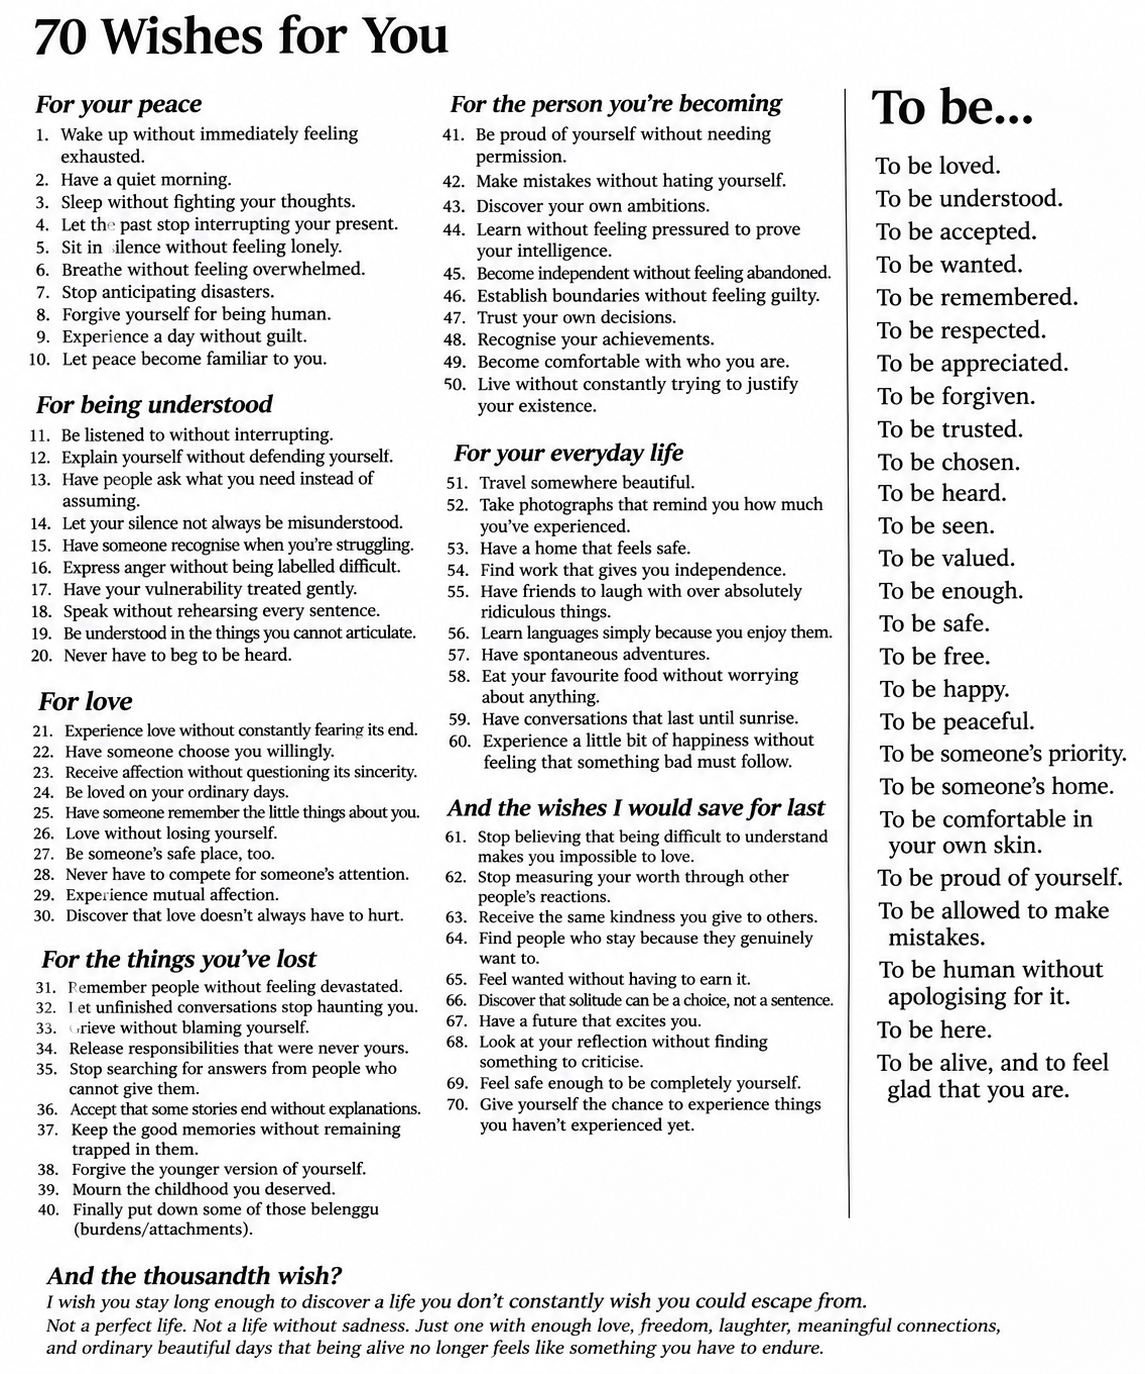 70 Wishes for You
For your peace
1. Wake up without immediately feeling
exhausted.
2. Have a quiet morning.
3. Sleep without fighting your thoughts.
4. Let the past stop interrupting your present.
5. Sit in silence without feeling lonely.
6. Breathe without feeling overwhelmed.
7. Stop anticipating disasters.
8. Forgive yourself for being human.
9. Experience a day without guilt.
10. Let peace become familiar to you.
For being understood
11. Be listened to without interrupting.
12. Explain yourself without defending yourself.
13. Have people ask what you need instead of
assuming.
14. Let your silence not always be misunderstood.
15. Have someone recognise when you're struggling.
16. Express anger without being labelled difficult.
17. Have your vulnerability treated gently.
18. Speak without rehearsing every sentence.
19. Be understood in the things you cannot articulate.
20. Never have to beg to be heard.
For love
21. Experience love without constantly fearing its end.
22. Have someone choose you willingly.
23. Receive affection without questioning its sincerity.
24. Be loved on your ordinary days.
25. Have someone remember the little things about you.
26. Love without losing yourself.
27. Be someone's safe place, too.
28. Never have to compete for someone's attention.
29. Experience mutual affection.
30. Discover that love doesn't always have to hurt.
For the things you've lost
31. Remember people without feeling devastated.
32. Let unfinished conversations stop haunting you.
33. Grieve without blaming yourself.
34. Release responsibilities that were never yours.
35. Stop searching for answers from people who
cannot give them.
36. Accept that some stories end without explanations.
37. Keep the good memories without remaining
trapped in them.
38. Forgive the younger version of yourself.
39. Mourn the childhood you deserved.
40. Finally put down some of those belenggu
(burdens/attachments).
For the person you're becoming
41. Be proud of yourself without needing
permission.
42. Make mistakes without hating yourself.
43. Discover your own ambitions.
44. Learn without feeling pressured to prove
your intelligence.
45. Become independent without feeling abandoned.
46. Establish boundaries without feeling guilty.
47. Trust your own decisions.
48. Recognise your achievements.
49. Become comfortable with who you are.
50. Live without constantly trying to justify
your existence.
For your everyday life
51. Travel somewhere beautiful.
52. Take photographs that remind you how much
you've experienced.
53. Have a home that feels safe.
54. Find work that gives you independence.
55. Have friends to laugh with over absolutely
ridiculous things.
56. Learn languages simply because you enjoy them.
57. Have spontaneous adventures.
58. Eat your favourite food without worrying
about anything.
59. Have conversations that last until sunrise.
60. Experience a little bit of happiness without
feeling that something bad must follow.
And the wishes I would save for last
61. Stop believing that being difficult to understand
makes you impossible to love.
62. Stop measuring your worth through other
people's reactions.
63. Receive the same kindness you give to others.
64. Find people who stay because they genuinely
want to.
65. Feel wanted without having to earn it.
66. Discover that solitude can be a choice, not a sentence.
67. Have a future that excites you.
68. Look at your reflection without finding
something to criticise.
69. Feel safe enough to be completely yourself.
70. Give yourself the chance to experience things
you haven't experienced yet.
To be...
To be loved.
To be understood.
To be accepted.
To be wanted.
To be remembered.
To be respected.
To be appreciated.
To be forgiven.
To be trusted.
To be chosen.
To be heard.
To be seen.
To be valued.
To be enough.
To be safe.
To be free.
To be happy.
To be peaceful.
To be someone's priority.
To be someone's home.
To be comfortable in
your own skin.
To be proud of yourself.
To be allowed to make
mistakes.
To be human without
apologising for it.
To be here.
To be alive, and to feel
glad that you are.
And the thousandth wish?
I wish you stay long enough to discover a life you don't constantly wish you could escape from.
Not a perfect life. Not a life without sadness. Just one with enough love, freedom, laughter, meaningful connections,
and ordinary beautiful days that being alive no longer feels like something you have to endure.